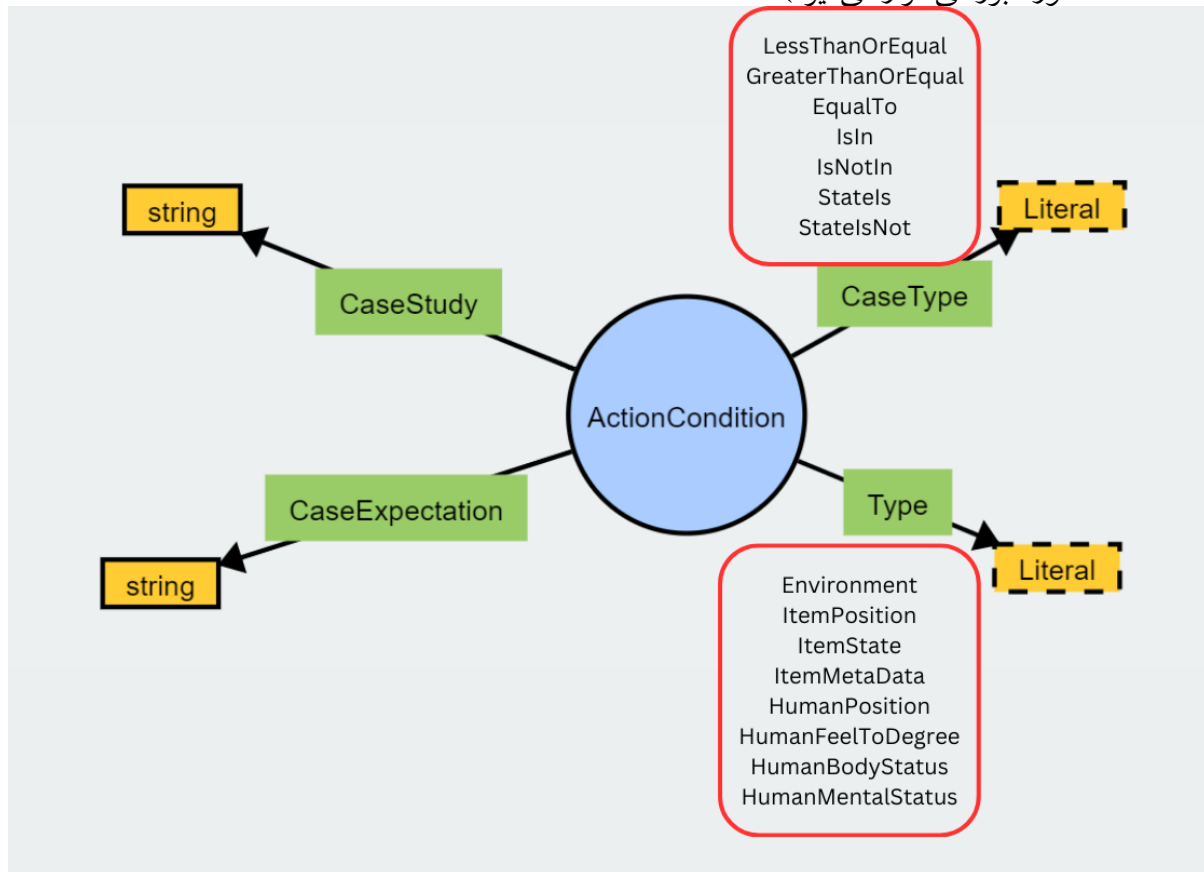 LessThanOrEqual
GreaterThanOrEqual
EqualTo
IsIn
IsNotIn
StateIs
StateIsNot
string
Literal
CaseStudy
CaseType
ActionCondition
CaseExpectation
Type
string
Literal
Environment
ItemPosition
ItemState
ItemMetaData
HumanPosition
HumanFeelToDegree
HumanBodyStatus
HumanMentalStatus